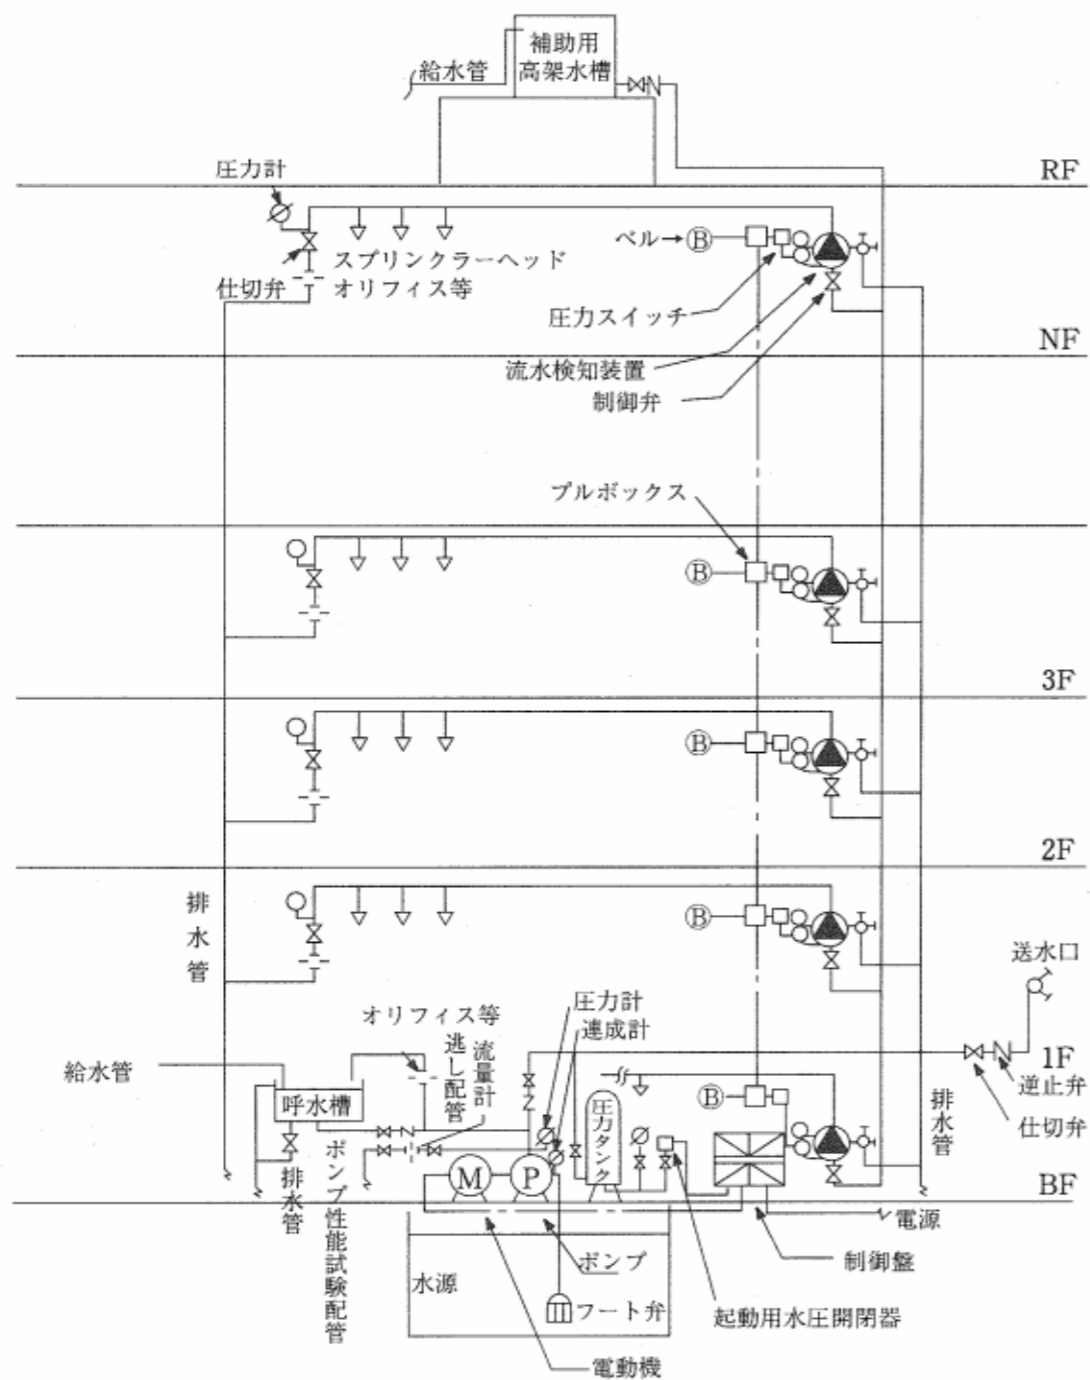 補助用
高架水槽
給水管
圧力計
RF
ベル
B
スプリンクラーヘッド
仕切弁
オリフィス等
圧力スイッチ
NF
流水検知装置
制御弁
プルボックス
B
3F
B
2F
排水管
B
送水口
オリフィス等
圧力計
連成計
逃し配管
流量計
1F
給水管
呼水槽
圧力タンク
B
排水管
逆止弁
仕切弁
M
P
排水管
ポンプ性能試験配管
BF
電源
ポンプ
制御盤
水源
フート弁
起動用水圧開閉器
電動機